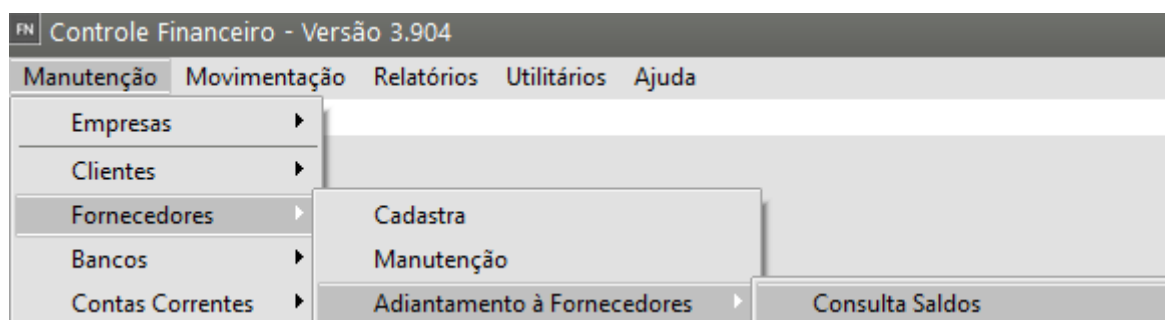 FN Controle Financeiro - Versão 3.904
Manutenção Movimentação Relatórios Utilitários Ajuda
Empresas
Clientes
Fornecedores Cadastra
Bancos Manutenção
Contas Correntes Adiantamento à Fornecedores Consulta Saldos